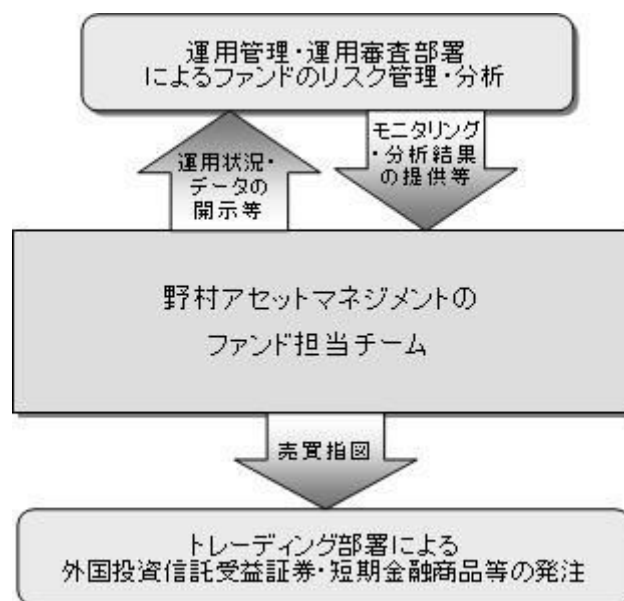 運用管理・運用審査部署
によるファンドのリスク管理・分析
運用状況・
データの
開示等
モニタリング
・分析結果
の提供等
野村アセットマネジメントの
ファンド担当チーム
売買指図
トレーディング部署による
外国投資信託受益証券・短期金融商品等の発注